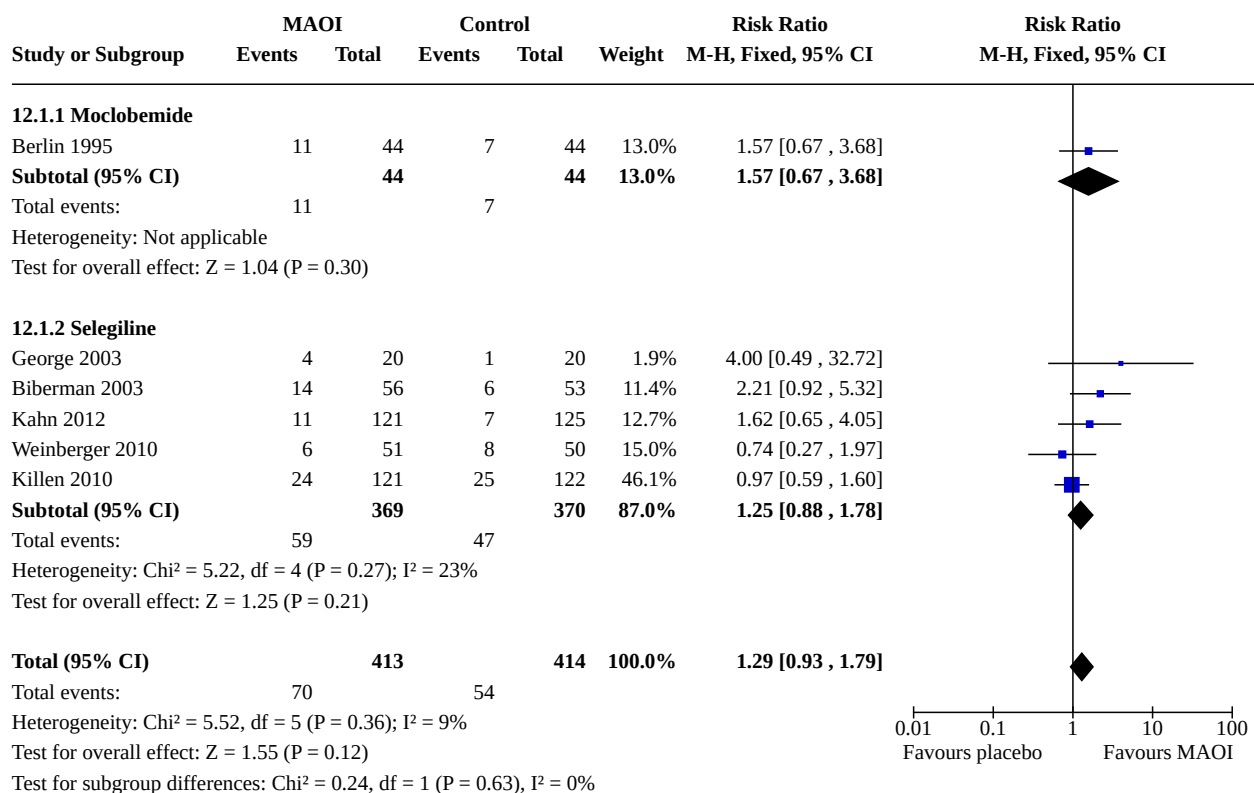 MAOI Control Risk Ratio Risk Ratio
Study or Subgroup Events Total Events Total Weight M-H, Fixed, 95% CI M-H, Fixed, 95% CI
12.1.1 Moclobemide
Berlin 1995 11 44 7 44 13.0% 1.57 [0.67 , 3.68]
Subtotal (95% CI) 44 44 13.0% 1.57 [0.67 , 3.68]
Total events: 11 7
Heterogeneity: Not applicable
Test for overall effect: Z = 1.04 (P = 0.30)
12.1.2 Selegiline
George 2003 4 20 1 20 1.9% 4.00 [0.49 , 32.72]
Biberman 2003 14 56 6 53 11.4% 2.21 [0.92 , 5.32]
Kahn 2012 11 121 7 125 12.7% 1.62 [0.65 , 4.05]
Weinberger 2010 6 51 8 50 15.0% 0.74 [0.27 , 1.97]
Killen 2010 24 121 25 122 46.1% 0.97 [0.59 , 1.60]
Subtotal (95% CI) 369 370 87.0% 1.25 [0.88 , 1.78]
Total events: 59 47
Heterogeneity: Chi² = 5.22, df = 4 (P = 0.27); I² = 23%
Test for overall effect: Z = 1.25 (P = 0.21)
Total (95% CI) 413 414 100.0% 1.29 [0.93 , 1.79]
Total events: 70 54
Heterogeneity: Chi² = 5.52, df = 5 (P = 0.36); I² = 9%
0.01 0.1 1 10 100
Test for overall effect: Z = 1.55 (P = 0.12) Favours placebo Favours MAOI
Test for subgroup differences: Chi² = 0.24, df = 1 (P = 0.63), I² = 0%